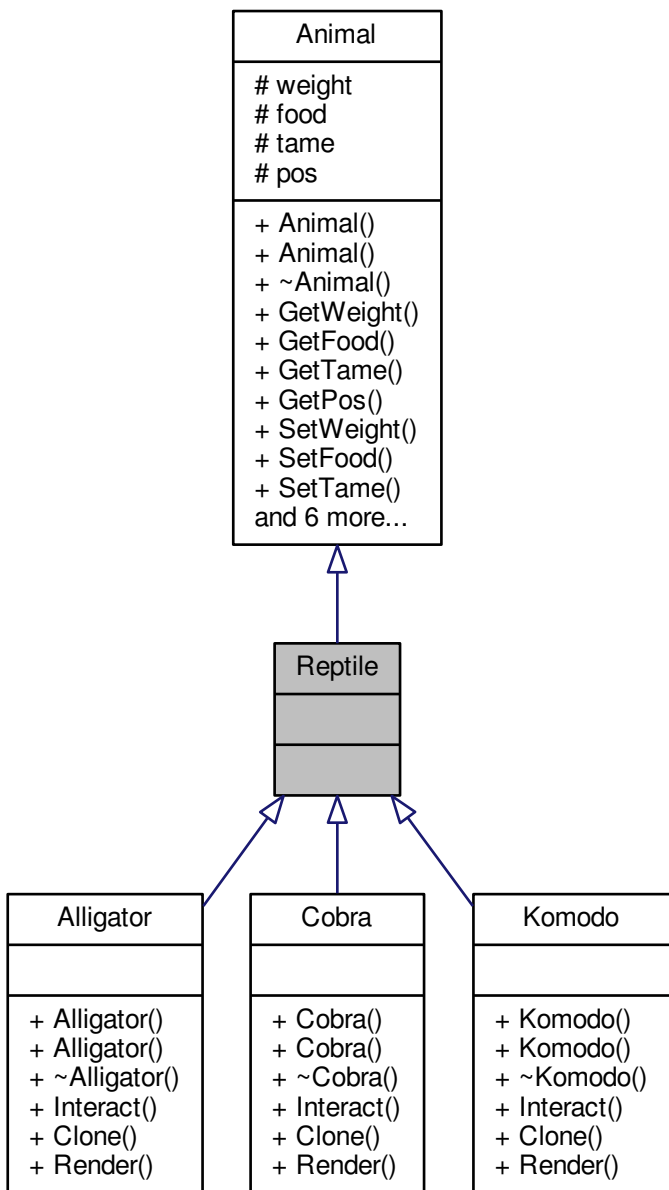 Animal
# weight
# food
# tame
# pos
+ Animal()
+ Animal()
+ ~Animal()
+ GetWeight()
+ GetFood()
+ GetTame()
+ GetPos()
+ SetWeight()
+ SetFood()
+ SetTame()
and 6 more...
Reptile
Alligator
+ Alligator()
+ Alligator()
+ ~Alligator()
+ Interact()
+ Clone()
+ Render()
Cobra
+ Cobra()
+ Cobra()
+ ~Cobra()
+ Interact()
+ Clone()
+ Render()
Komodo
+ Komodo()
+ Komodo()
+ ~Komodo()
+ Interact()
+ Clone()
+ Render()